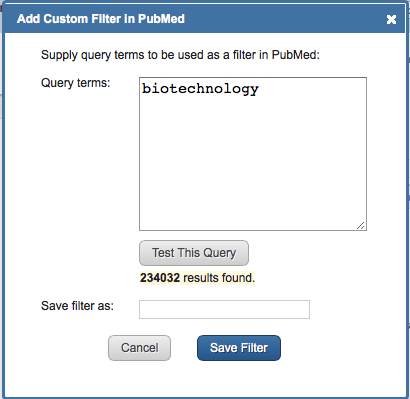 Add Custom Filter in PubMed
Supply query terms to be used as a filter in PubMed:
Query terms:
biotechnology
Test This Query
234032 results found.
Save filter as:
Cancel
Save Filter